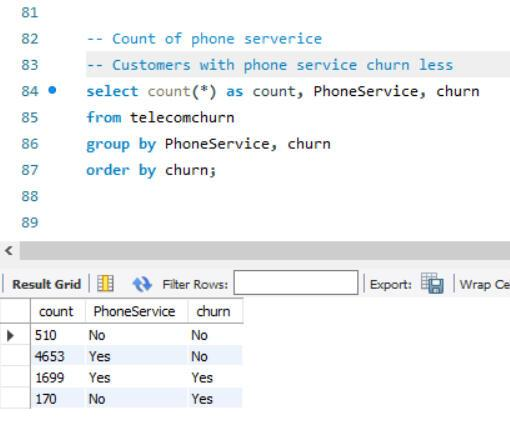 81
82 -- Count of phone serverice
83 -- Customers with phone service churn less
84 select count(*) as count, PhoneService, churn
85 from telecomchurn
86 group by PhoneService, churn
87 order by churn;
88
89
Result Grid Filter Rows: Export: Wrap Ce
count PhoneService churn
510 No No
4653 Yes No
1699 Yes Yes
170 No Yes